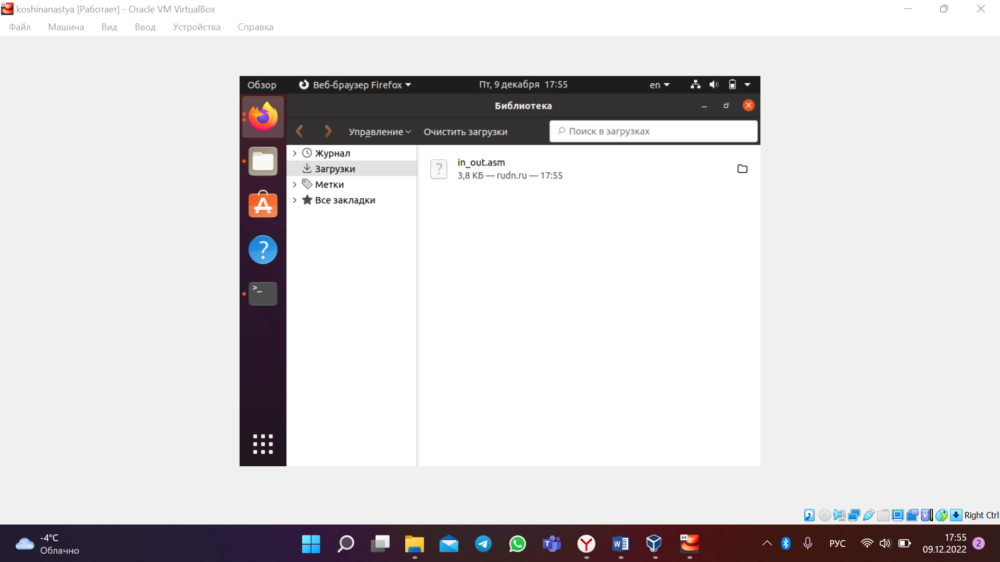 koshinanastya [Работает] - Oracle VM VirtualBox
Файл Машина Вид Ввод Устройства Справка
Обзор Веб-браузер Firefox Пт, 9 декабря 17:55 en
Библиотека
Управление Очистить загрузки Поиск в загрузках
Журнал
Загрузки
Метки
Все закладки
in_out.asm
3,8 КБ — rudn.ru — 17:55
Right Ctrl
-4°C
Облачно
РУС
17:55
09.12.2022
2